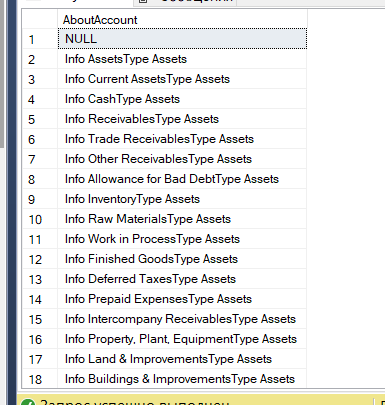 AboutAccount
1 NULL
2 Info AssetsType Assets
3 Info Current AssetsType Assets
4 Info CashType Assets
5 Info ReceivablesType Assets
6 Info Trade ReceivablesType Assets
7 Info Other ReceivablesType Assets
8 Info Allowance for Bad DebtType Assets
9 Info InventoryType Assets
10 Info Raw MaterialsType Assets
11 Info Work in ProcessType Assets
12 Info Finished GoodsType Assets
13 Info Deferred TaxesType Assets
14 Info Prepaid ExpensesType Assets
15 Info Intercompany ReceivablesType Assets
16 Info Property, Plant, EquipmentType Assets
17 Info Land & ImprovementsType Assets
18 Info Buildings & ImprovementsType Assets
Запрос успешно выполнен